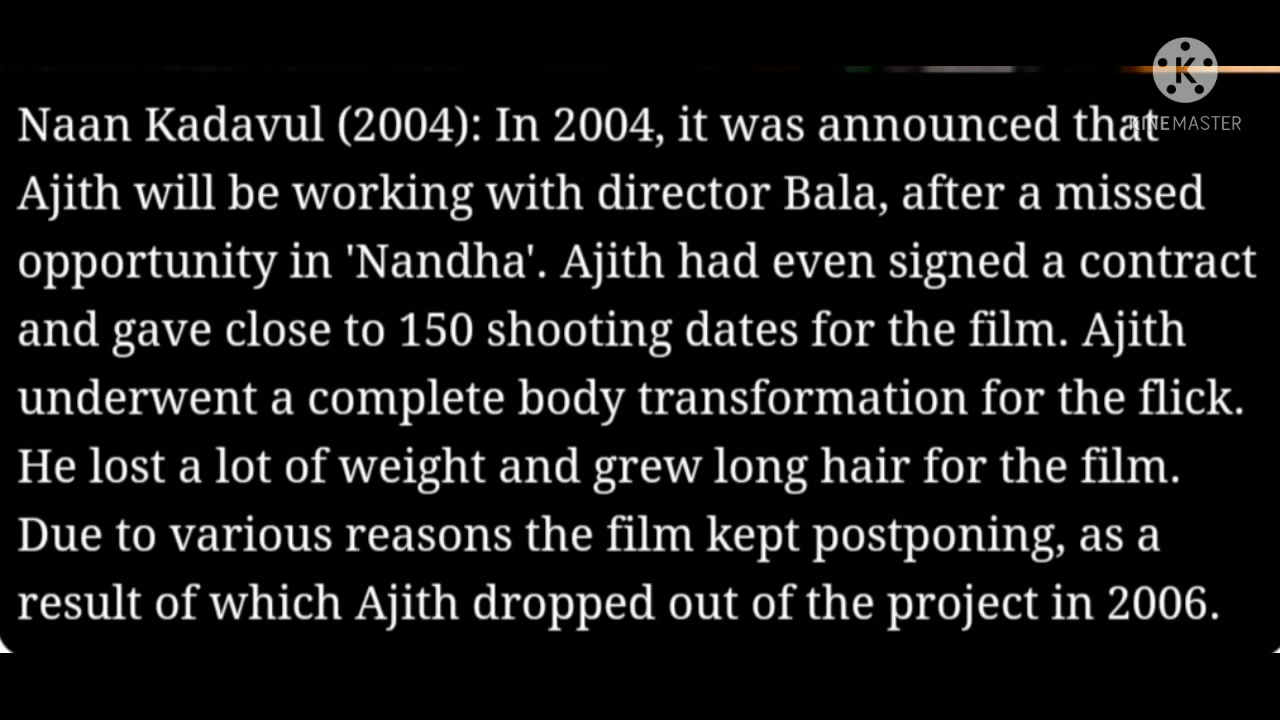 Naan Kadavul (2004): In 2004, it was announced that
KINEMASTER
Ajith will be working with director Bala, after a missed
opportunity in 'Nandha'. Ajith had even signed a contract
and gave close to 150 shooting dates for the film. Ajith
underwent a complete body transformation for the flick.
He lost a lot of weight and grew long hair for the film.
Due to various reasons the film kept postponing, as a
result of which Ajith dropped out of the project in 2006.